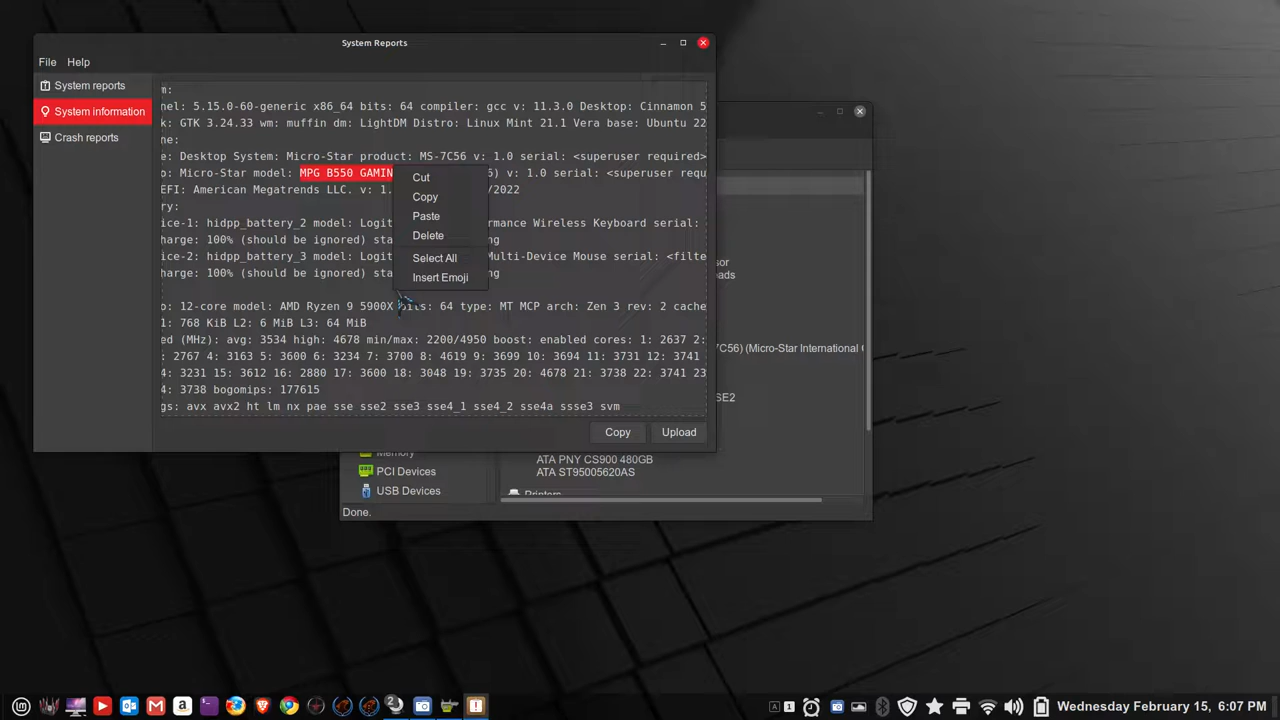 System Reports
File Help
System reports
System information
Crash reports
m:
nel: 5.15.0-60-generic x86_64 bits: 64 compiler: gcc v: 11.3.0 Desktop: Cinnamon 5
k: GTK 3.24.33 wm: muffin dm: LightDM Distro: Linux Mint 21.1 Vera base: Ubuntu 22
ne:
e: Desktop System: Micro-Star product: MS-7C56 v: 1.0 serial: <superuser required>
o: Micro-Star model: MPG B550 GAMIN 6) v: 1.0 serial: <superuser requ
EFI: American Megatrends LLC. v: 1. /2022
ry:
ice-1: hidpp_battery_2 model: Logit rmance Wireless Keyboard serial:
harge: 100% (should be ignored) sta ng
ice-2: hidpp_battery_3 model: Logit Multi-Device Mouse serial: <filte
harge: 100% (should be ignored) sta ng
o: 12-core model: AMD Ryzen 9 5900X bits: 64 type: MT MCP arch: Zen 3 rev: 2 cache
1: 768 KiB L2: 6 MiB L3: 64 MiB
ed (MHz): avg: 3534 high: 4678 min/max: 2200/4950 boost: enabled cores: 1: 2637 2:
: 2767 4: 3163 5: 3600 6: 3234 7: 3700 8: 4619 9: 3699 10: 3694 11: 3731 12: 3741
4: 3231 15: 3612 16: 2880 17: 3600 18: 3048 19: 3735 20: 4678 21: 3738 22: 3741 23
4: 3738 bogomips: 177615
gs: avx avx2 ht lm nx pae sse sse2 sse3 sse4_1 sse4_2 sse4a ssse3 svm
Cut
Copy
Paste
Delete
Select All
Insert Emoji
Copy Upload
sor
ads
7C56) (Micro-Star International C
SE2
Memory
PCI Devices
USB Devices
ATA PNY CS900 480GB
ATA ST95005620AS
Printers
Done.
A 1 Wednesday February 15, 6:07 PM